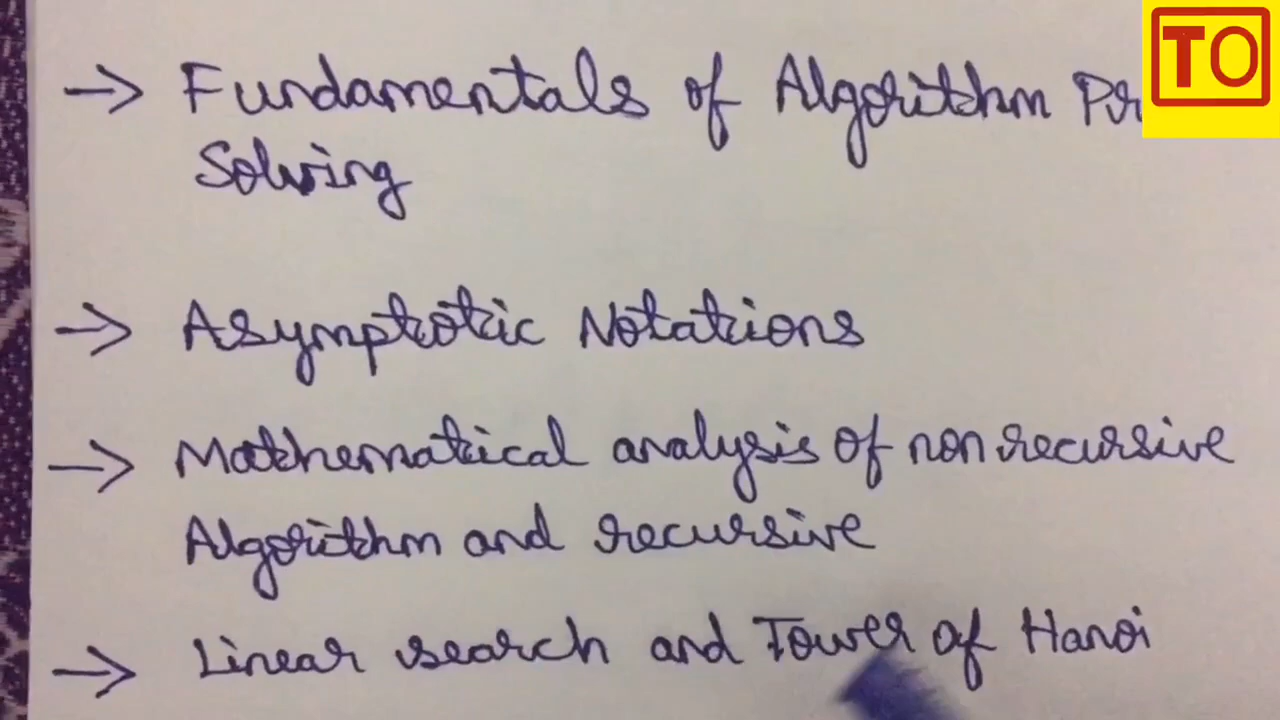 TO
→ Fundamentals of Algorithm
Solving
→ Asymptotic Notations
→ Mathematical analysis of non recursive
Algorithm and recursive
→ Linear search and Tower of Hanoi